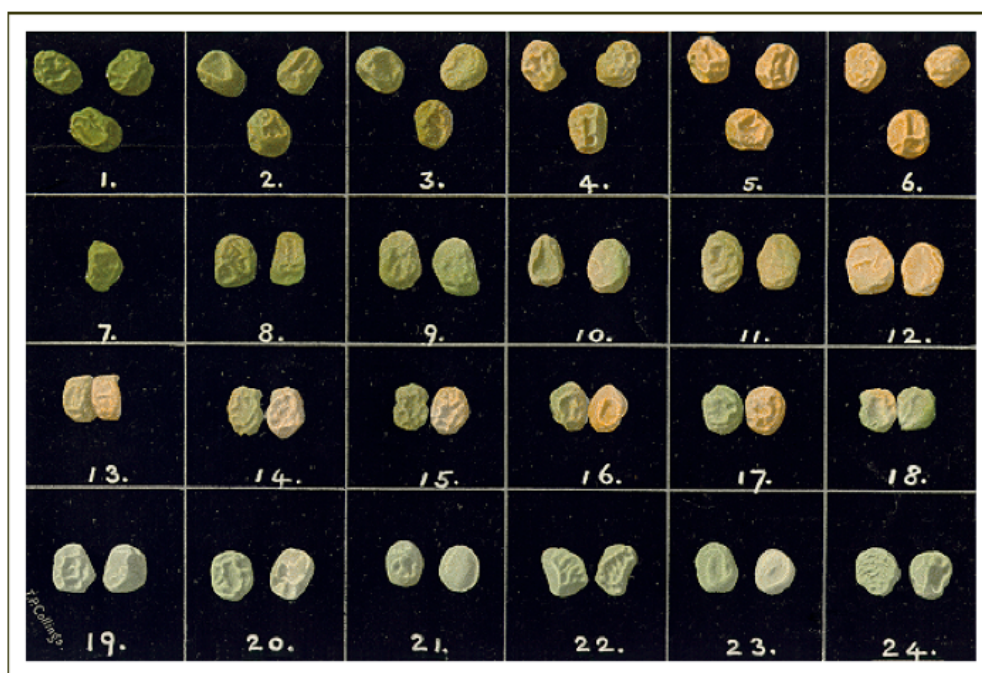 1. 2. 3. 4. 5. 6.
7. 8. 9. 10. 11. 12.
13. 14. 15. 16. 17. 18.
T.P.Collings.
19. 20. 21. 22. 23. 24.